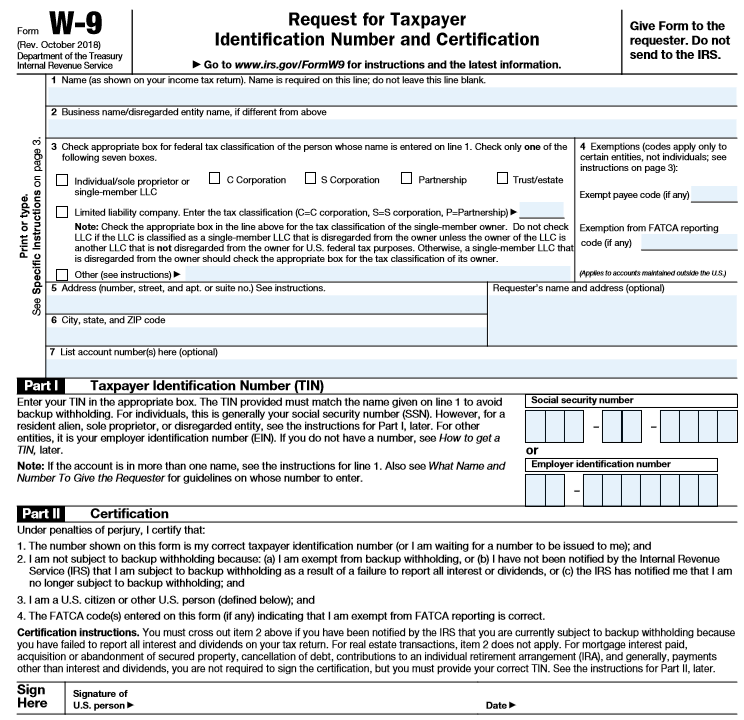 Form W-9
(Rev. October 2018)
Department of the Treasury
Internal Revenue Service
Request for Taxpayer
Identification Number and Certification
▶ Go to www.irs.gov/FormW9 for instructions and the latest information.
Give Form to the
requester. Do not
send to the IRS.
Print or type.
See Specific Instructions on page 3.
1 Name (as shown on your income tax return). Name is required on this line; do not leave this line blank.
2 Business name/disregarded entity name, if different from above
3 Check appropriate box for federal tax classification of the person whose name is entered on line 1. Check only one of the
following seven boxes.
Individual/sole proprietor or
single-member LLC
C Corporation
S Corporation
Partnership
Trust/estate
Limited liability company. Enter the tax classification (C=C corporation, S=S corporation, P=Partnership) ▶
Note: Check the appropriate box in the line above for the tax classification of the single-member owner. Do not check
LLC if the LLC is classified as a single-member LLC that is disregarded from the owner unless the owner of the LLC is
another LLC that is not disregarded from the owner for U.S. federal tax purposes. Otherwise, a single-member LLC that
is disregarded from the owner should check the appropriate box for the tax classification of its owner.
Other (see instructions) ▶
4 Exemptions (codes apply only to
certain entities, not individuals; see
instructions on page 3):
Exempt payee code (if any)
Exemption from FATCA reporting
code (if any)
(Applies to accounts maintained outside the U.S.)
5 Address (number, street, and apt. or suite no.) See instructions.
Requester's name and address (optional)
6 City, state, and ZIP code
7 List account number(s) here (optional)
Part I Taxpayer Identification Number (TIN)
Enter your TIN in the appropriate box. The TIN provided must match the name given on line 1 to avoid
backup withholding. For individuals, this is generally your social security number (SSN). However, for a
resident alien, sole proprietor, or disregarded entity, see the instructions for Part I, later. For other
entities, it is your employer identification number (EIN). If you do not have a number, see How to get a
TIN, later.
Note: If the account is in more than one name, see the instructions for line 1. Also see What Name and
Number To Give the Requester for guidelines on whose number to enter.
Social security number
– –
or
Employer identification number
–
Part II Certification
Under penalties of perjury, I certify that:
1. The number shown on this form is my correct taxpayer identification number (or I am waiting for a number to be issued to me); and
2. I am not subject to backup withholding because: (a) I am exempt from backup withholding, or (b) I have not been notified by the Internal Revenue
Service (IRS) that I am subject to backup withholding as a result of a failure to report all interest or dividends, or (c) the IRS has notified me that I am
no longer subject to backup withholding; and
3. I am a U.S. citizen or other U.S. person (defined below); and
4. The FATCA code(s) entered on this form (if any) indicating that I am exempt from FATCA reporting is correct.
Certification instructions. You must cross out item 2 above if you have been notified by the IRS that you are currently subject to backup withholding because
you have failed to report all interest and dividends on your tax return. For real estate transactions, item 2 does not apply. For mortgage interest paid,
acquisition or abandonment of secured property, cancellation of debt, contributions to an individual retirement arrangement (IRA), and generally, payments
other than interest and dividends, you are not required to sign the certification, but you must provide your correct TIN. See the instructions for Part II, later.
Sign
Here
Signature of
U.S. person ▶
Date ▶